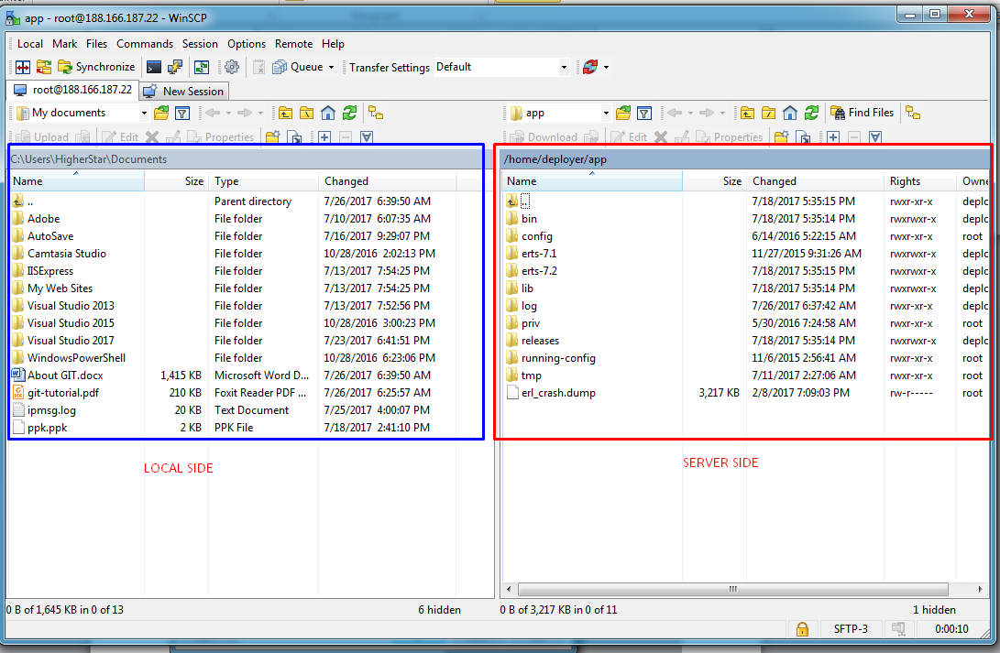 app - root@188.166.187.22 - WinSCP
Local Mark Files Commands Session Options Remote Help
Synchronize Queue Transfer Settings Default
root@188.166.187.22 New Session
My documents app Find Files
Upload Edit Properties Download Edit Properties
C:\Users\HigherStar\Documents /home/deployer/app
Name Size Type Changed Name Size Changed Rights Owne
.. Parent directory 7/26/2017 6:39:50 AM .. 7/18/2017 5:35:15 PM rwxr-xr-x deplc
Adobe File folder 7/10/2017 6:07:35 AM bin 7/18/2017 5:35:14 PM rwxrwxr-x deplc
AutoSave File folder 7/16/2017 9:29:07 PM config 6/14/2016 5:22:15 AM rwxr-xr-x root
Camtasia Studio File folder 10/28/2016 2:02:13 PM erts-7.1 11/27/2015 9:31:26 AM rwxrwxr-x deplc
IISExpress File folder 7/13/2017 7:54:25 PM erts-7.2 7/18/2017 5:35:15 PM rwxrwxr-x deplc
My Web Sites File folder 7/13/2017 7:54:25 PM lib 7/18/2017 5:35:15 PM rwxrwxr-x deplc
Visual Studio 2013 File folder 7/13/2017 7:52:56 PM log 7/26/2017 6:37:42 AM rwxr-xr-x deplc
Visual Studio 2015 File folder 10/28/2016 3:00:23 PM priv 5/30/2016 7:24:58 AM rwxr-xr-x root
Visual Studio 2017 File folder 7/23/2017 6:41:51 PM releases 7/18/2017 5:35:14 PM rwxrwxr-x deplc
WindowsPowerShell File folder 10/28/2016 6:23:06 PM running-config 11/6/2015 2:56:41 AM rwxr-xr-x root
About GIT.docx 1,415 KB Microsoft Word D... 7/26/2017 6:39:50 AM tmp 7/11/2017 2:27:06 AM rwxr-xr-x root
git-tutorial.pdf 210 KB Foxit Reader PDF ... 7/26/2017 6:25:57 AM erl_crash.dump 3,217 KB 2/8/2017 7:09:03 PM rw-r----- root
ipmsg.log 20 KB Text Document 7/25/2017 4:00:07 PM
ppk.ppk 2 KB PPK File 7/18/2017 2:41:10 PM
LOCAL SIDE SERVER SIDE
0 B of 1,645 KB in 0 of 13 6 hidden 0 B of 3,217 KB in 0 of 11 1 hidden
SFTP-3 0:00:10